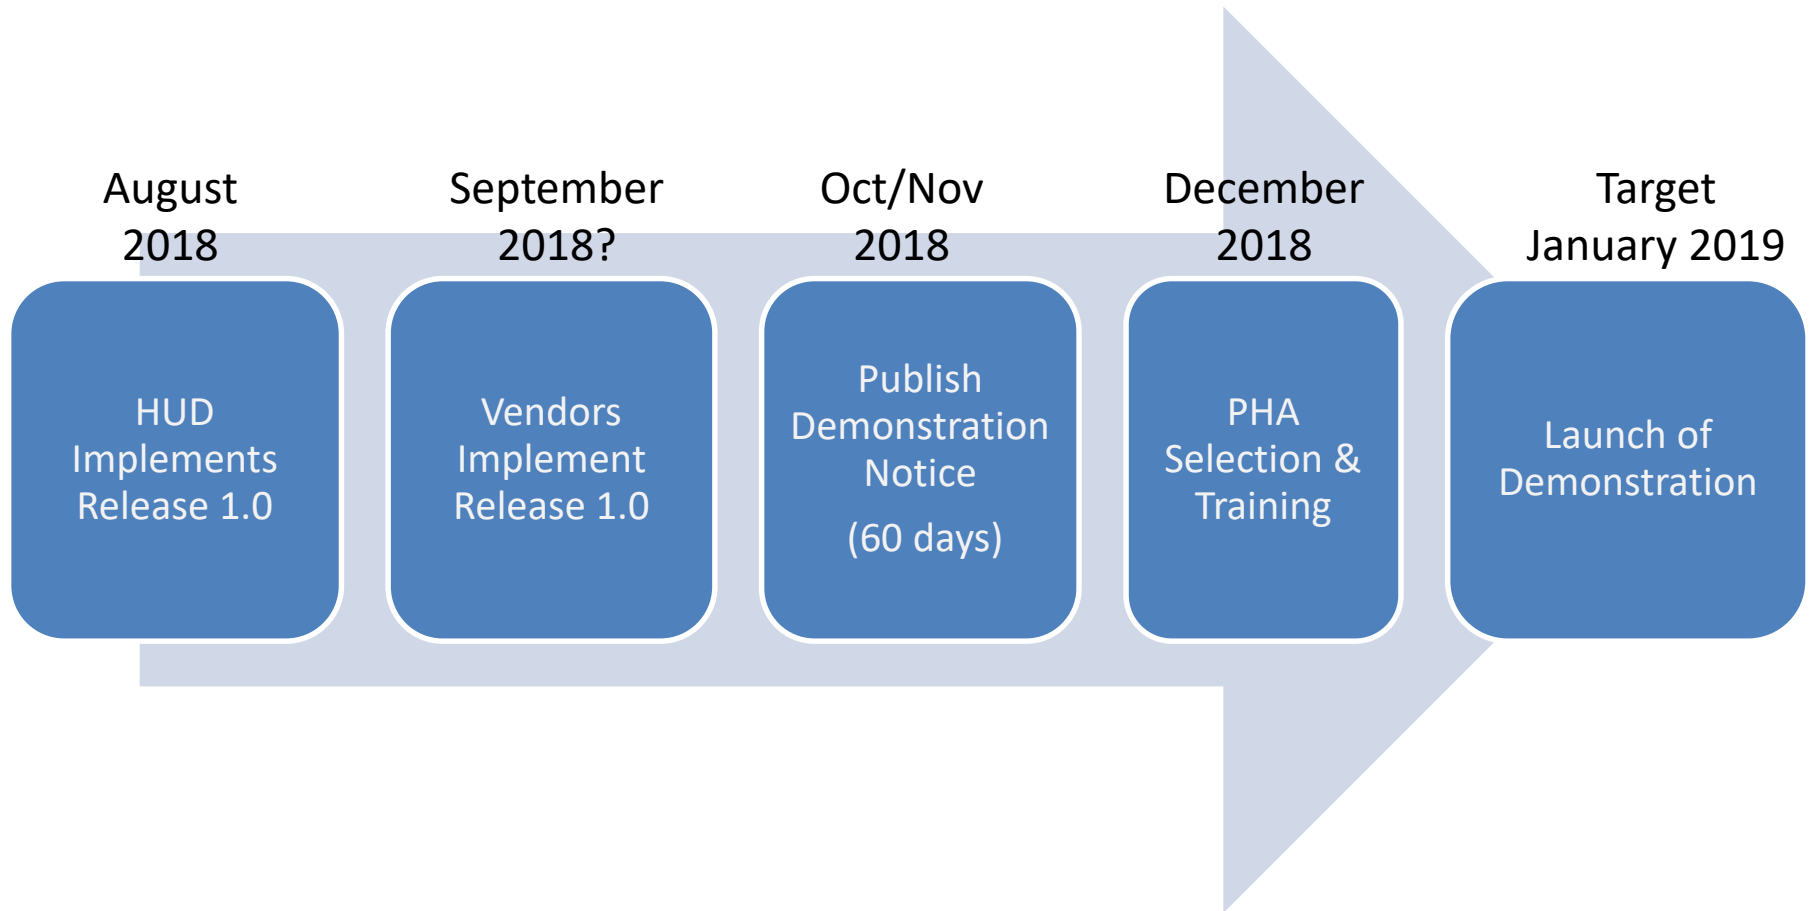 August
2018
HUD
Implements
Release 1.0
September
2018?
Vendors
Implement
Release 1.0
Oct/Nov
2018
Publish
Demonstration
Notice
(60 days)
December
2018
PHA
Selection &
Training
Target
January 2019
Launch of
Demonstration